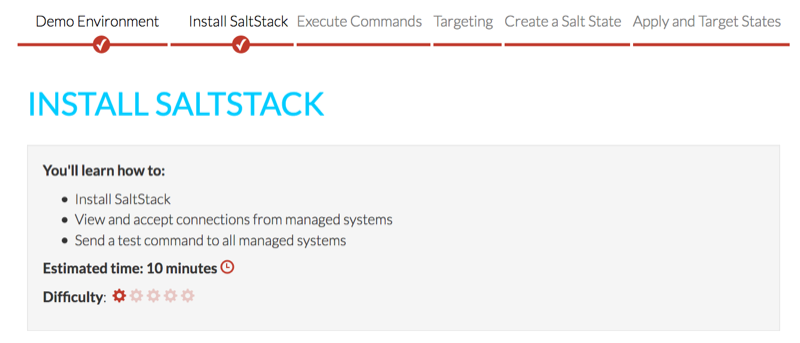 Demo Environment Install SaltStack Execute Commands Targeting Create a Salt State Apply and Target States
INSTALL SALTSTACK
You'll learn how to:
Install SaltStack
View and accept connections from managed systems
Send a test command to all managed systems
Estimated time: 10 minutes
Difficulty: